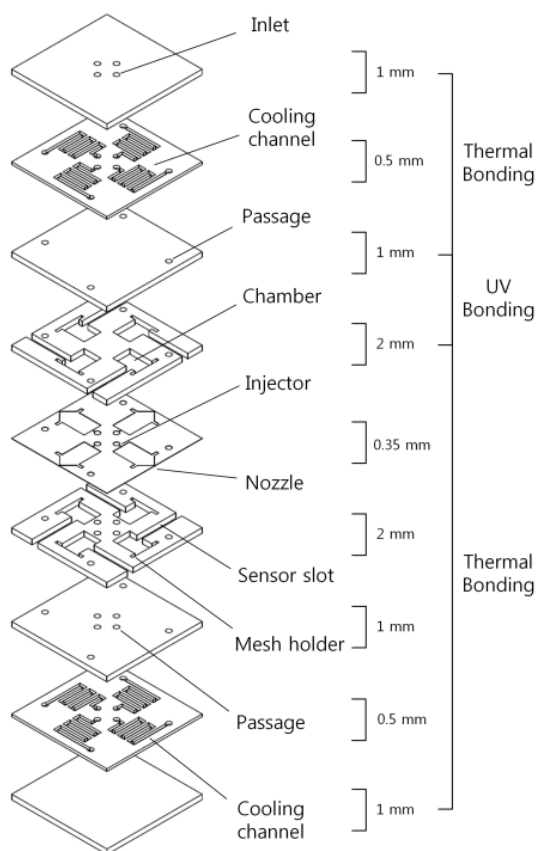 Inlet
1 mm
Cooling
channel
0.5 mm
Thermal
Bonding
Passage
1 mm
UV
Bonding
Chamber
2 mm
Injector
0.35 mm
Nozzle
2 mm
Sensor slot
Thermal
Bonding
1 mm
Mesh holder
Passage
0.5 mm
Cooling
channel
1 mm